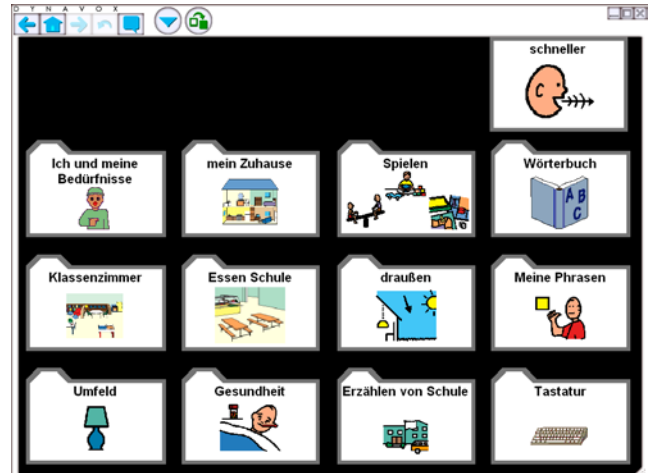 DYNAVOX
schneller
Ich und meine
Bedürfnisse
mein Zuhause
Spielen
Wörterbuch
A B
C
Klassenzimmer
Essen Schule
draußen
Meine Phrasen
Umfeld
Gesundheit
Erzählen von Schule
Tastatur